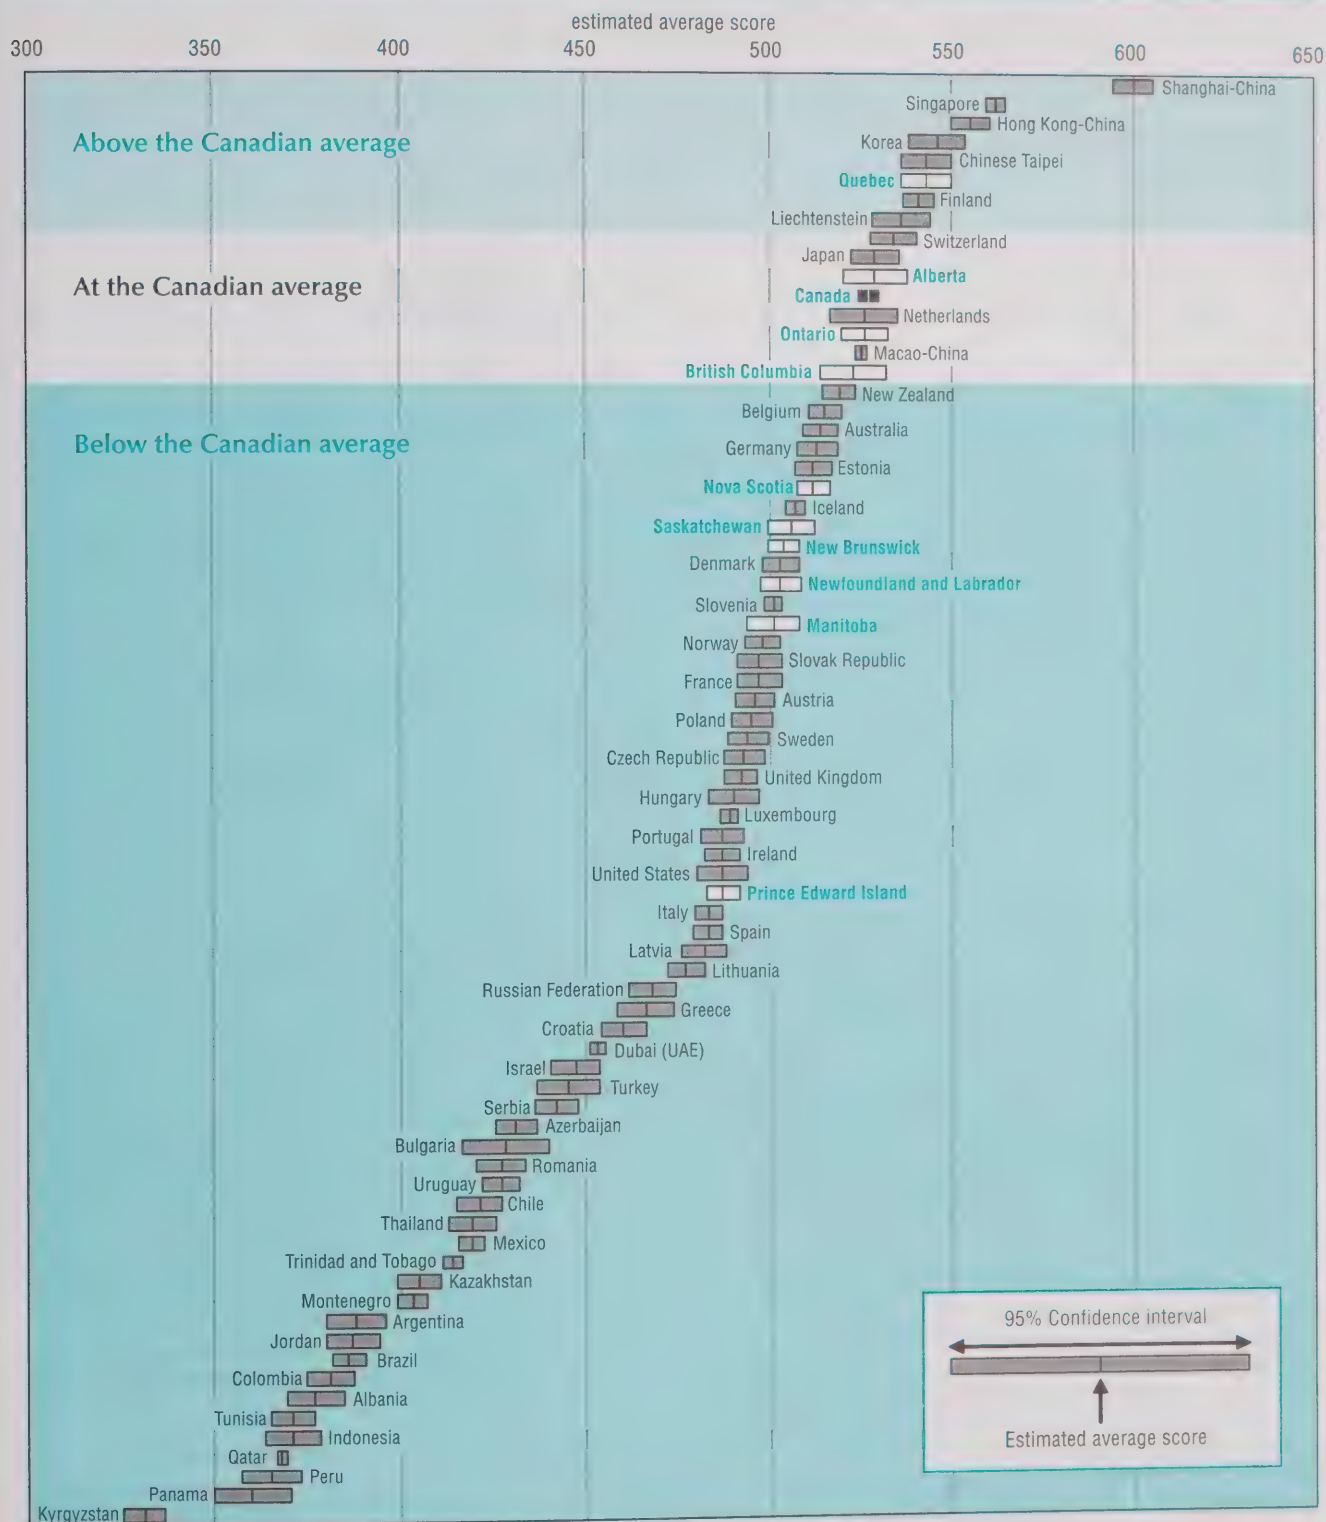 estimated average score
300 350 400 450 500 550 600 650
Shanghai-China
Singapore
Hong Kong-China
Above the Canadian average
Korea
Chinese Taipei
Quebec
Finland
Liechtenstein
Switzerland
Japan
Alberta
At the Canadian average
Canada
Netherlands
Ontario
Macao-China
British Columbia
New Zealand
Belgium
Australia
Below the Canadian average
Germany
Estonia
Nova Scotia
Iceland
Saskatchewan
New Brunswick
Denmark
Newfoundland and Labrador
Slovenia
Manitoba
Norway
Slovak Republic
France
Austria
Poland
Sweden
Czech Republic
United Kingdom
Hungary
Luxembourg
Portugal
Ireland
United States
Prince Edward Island
Italy
Spain
Latvia
Lithuania
Russian Federation
Greece
Croatia
Dubai (UAE)
Israel
Turkey
Serbia
Azerbaijan
Bulgaria
Romania
Uruguay
Chile
Thailand
Mexico
Trinidad and Tobago
Kazakhstan
Montenegro
Argentina
Jordan
Brazil
Colombia
Albania
Tunisia
Indonesia
Qatar
Peru
Panama
Kyrgyzstan
95% Confidence interval
Estimated average score